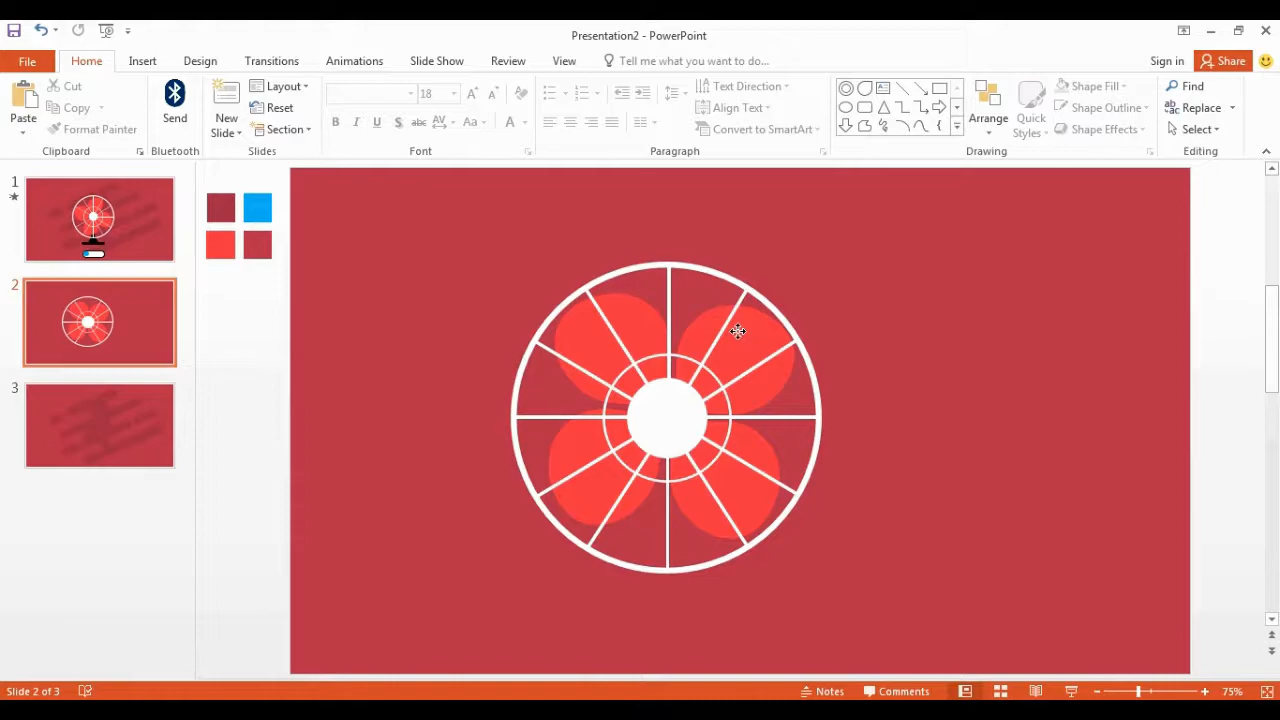 Presentation2 - PowerPoint
File Home Insert Design Transitions Animations Slide Show Review View Tell me what you want to do... Sign in Share
Paste Cut Copy Format Painter Clipboard
Send Bluetooth
New Slide Layout Reset Section Slides
18 B I U S abc AV Aa A Font
Text Direction Align Text Convert to SmartArt Paragraph
Arrange Quick Styles Shape Fill Shape Outline Shape Effects Drawing
Find Replace Select Editing
1
2
3
Slide 2 of 3 Notes Comments 75%